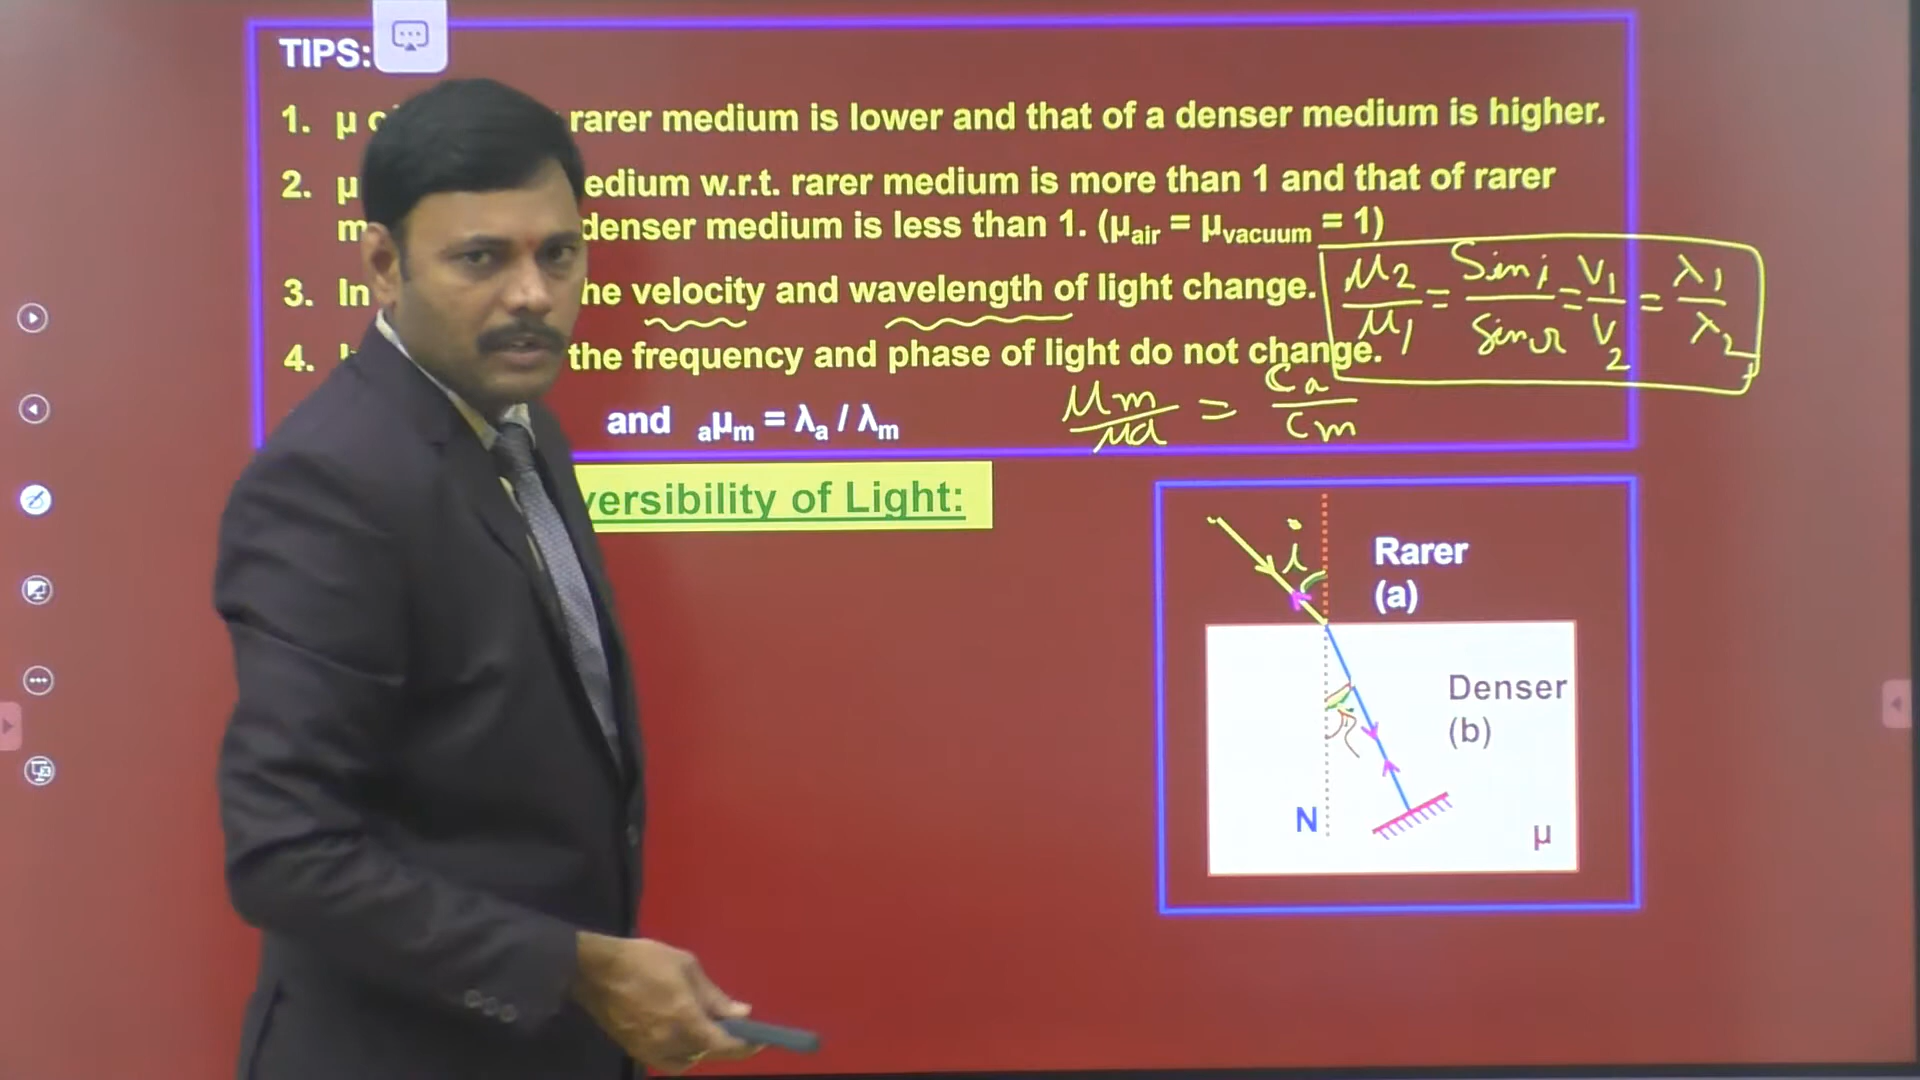 TIPS:
1. μ rarer medium is lower and that of a denser medium is higher.
2. μ edium w.r.t. rarer medium is more than 1 and that of rarer
m denser medium is less than 1. (μair = μvacuum = 1)
3. In he velocity and wavelength of light change.
μ2/μ1 = Sin i/Sin r = V1/V2 = λ1/λ2
4. the frequency and phase of light do not change.
and aμm = λa / λm
μm/μa = Ca/Cm
versibility of Light:
i
Rarer
(a)
Denser
(b)
r
N
μ